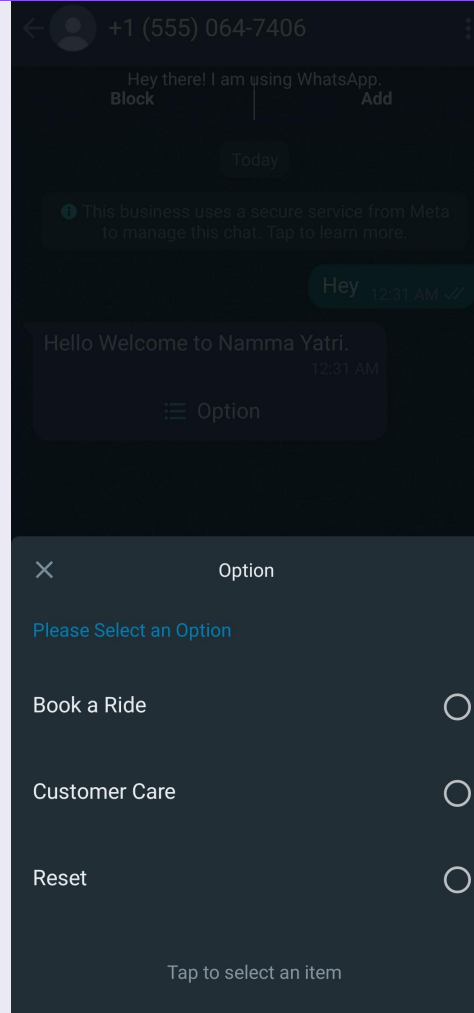 +1 (555) 064-7406
Hey there! I am using WhatsApp.
Block Add
Today
This business uses a secure service from Meta
to manage this chat. Tap to learn more.
Hey 12:31 AM
Hello Welcome to Namma Yatri.
12:31 AM
Option
Option
Please Select an Option
Book a Ride
Customer Care
Reset
Tap to select an item